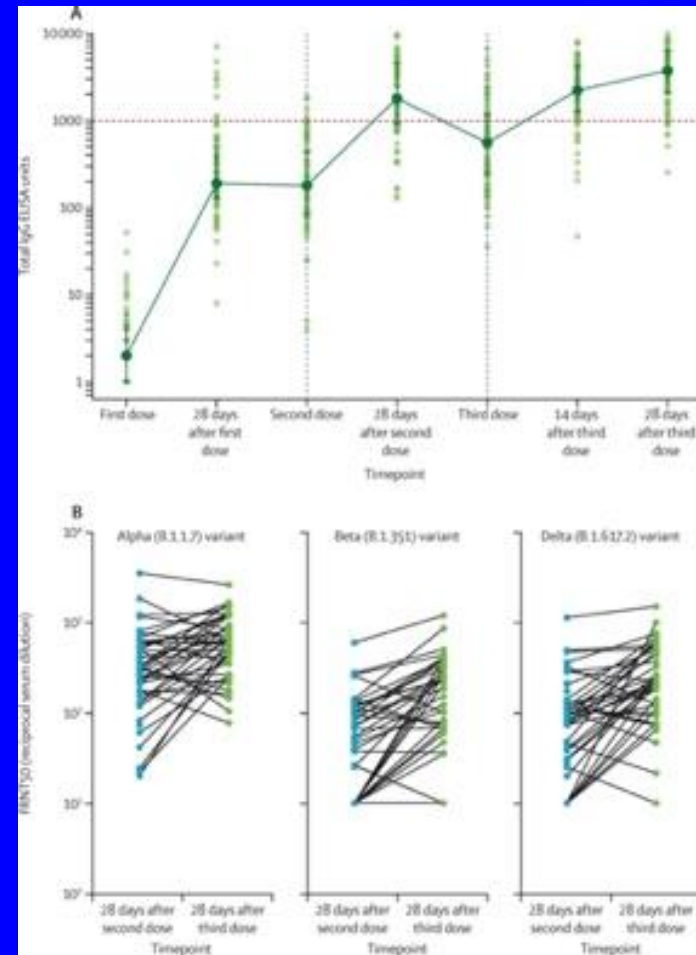 A
10 000
1000
100
10
1
Total IgG ELISA units
First dose
28 days
after first
dose
Second dose
28 days
after second
dose
Third dose
14 days
after third
dose
28 days
after third
dose
Timepoint
B
Alpha (B.1.1.7) variant
Beta (B.1.351) variant
Delta (B.1.617.2) variant
FRNT50 (reciprocal serum dilution)
28 days after
second dose
28 days after
third dose
Timepoint
28 days after
second dose
28 days after
third dose
Timepoint
28 days after
second dose
28 days after
third dose
Timepoint